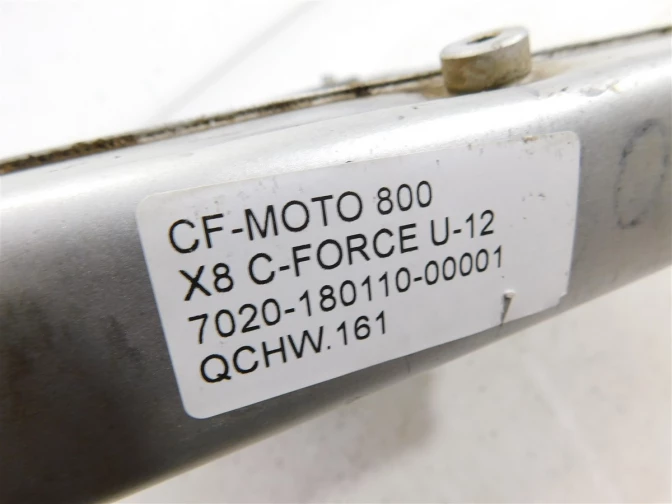 CF-MOTO 800
X8 C-FORCE U-12
7020-180110-00001
QCHW.161